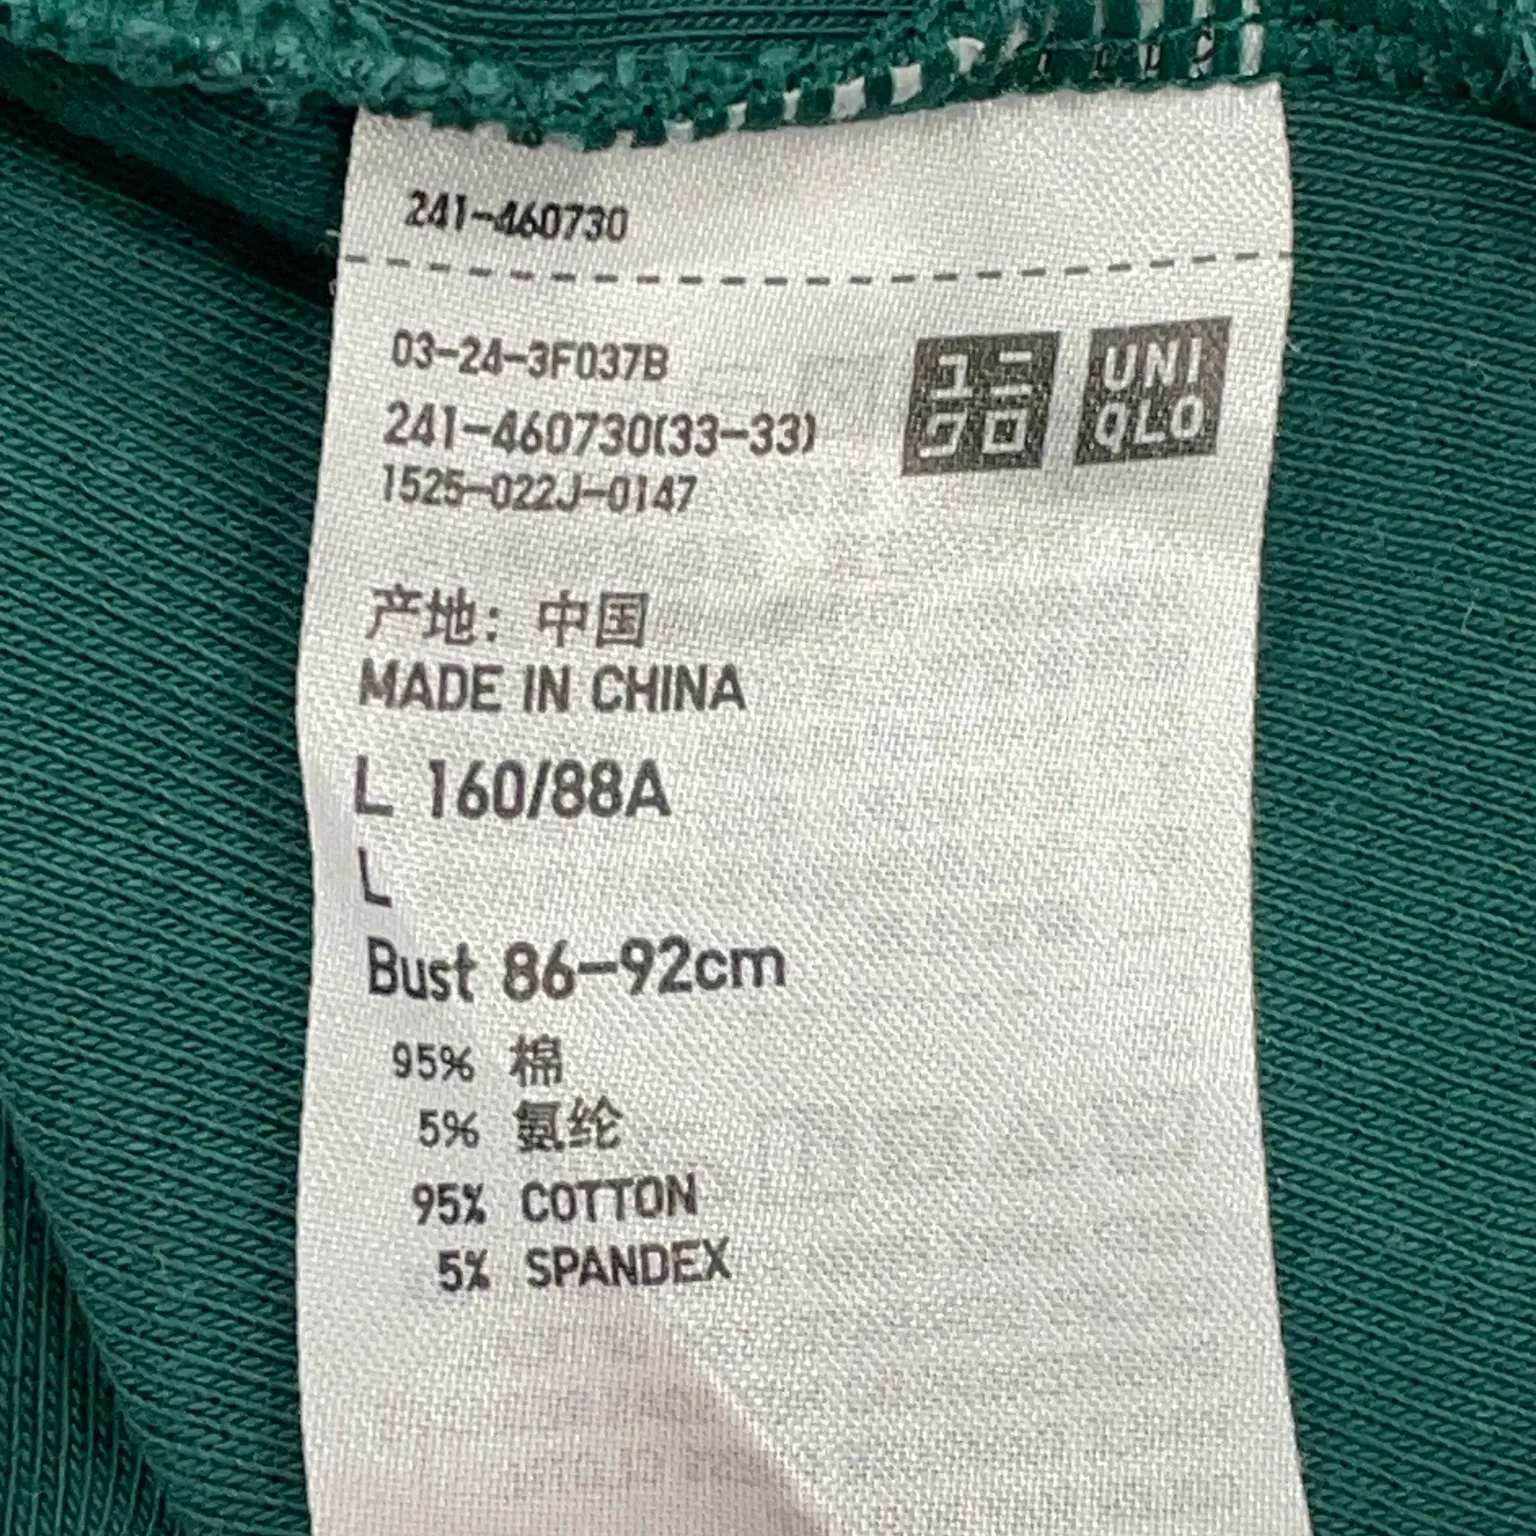 241-460730
03-24-3F037B
241-460730(33-33)
1525-022J-0147
ユニ
クロ
UNI
QLO
产地：中国
MADE IN CHINA
L 160/88A
L
Bust 86-92cm
95% 棉
5% 氨纶
95% COTTON
5% SPANDEX